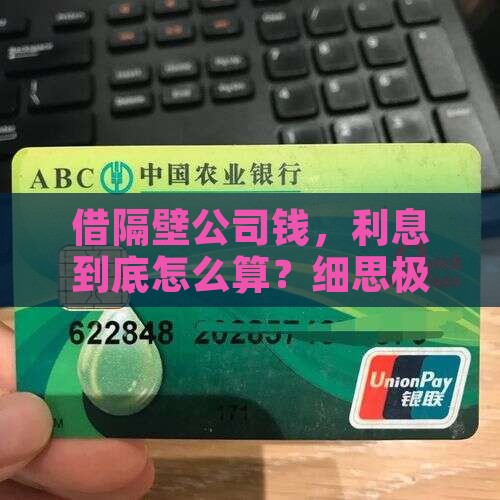 ABC 中国农业银行
借隔壁公司钱，利息
到底怎么算？细思极
622848
UnionPay
银联
171